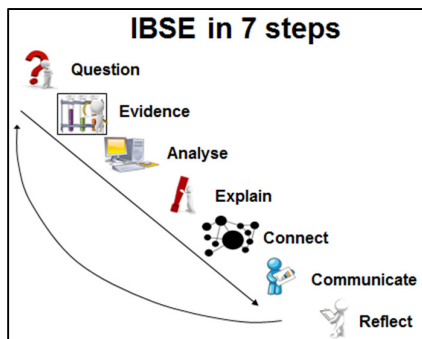 IBSE in 7 steps
Question
Evidence
Analyse
Explain
Connect
Communicate
Reflect